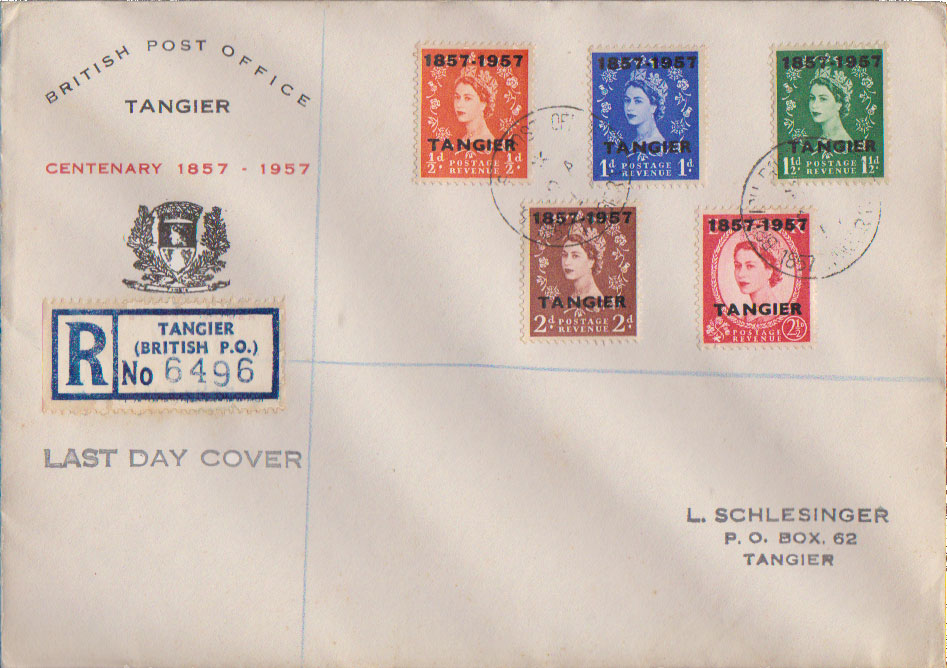 BRITISH POST OFFICE
TANGIER
CENTENARY 1857 - 1957
R
TANGIER
(BRITISH P.O.)
No 6496
LAST DAY COVER
1857-1957
TANGIER
½d ½d
POSTAGE
REVENUE
1857-1957
TANGIER
1d 1d
POSTAGE
REVENUE
1857-1957
TANGIER
1½d 1½d
POSTAGE
REVENUE
1857-1957
TANGIER
2d 2d
POSTAGE
REVENUE
1857-1957
TANGIER
POSTAGE
REVENUE
2½d
L. SCHLESINGER
P. O. BOX. 62
TANGIER